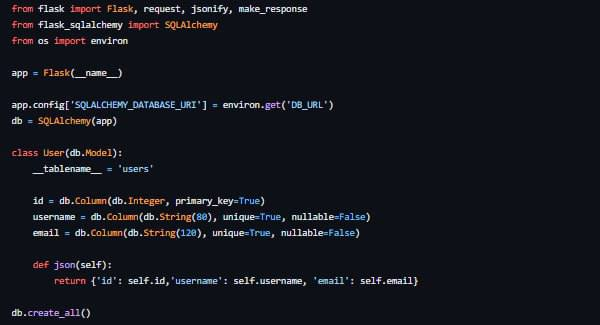 from flask import Flask, request, jsonify, make_response
from flask_sqlalchemy import SQLAlchemy
from os import environ

app = Flask(__name__)

app.config['SQLALCHEMY_DATABASE_URI'] = environ.get('DB_URL')
db = SQLAlchemy(app)

class User(db.Model):
    __tablename__ = 'users'

    id = db.Column(db.Integer, primary_key=True)
    username = db.Column(db.String(80), unique=True, nullable=False)
    email = db.Column(db.String(120), unique=True, nullable=False)

    def json(self):
        return {'id': self.id,'username': self.username, 'email': self.email}

db.create_all()